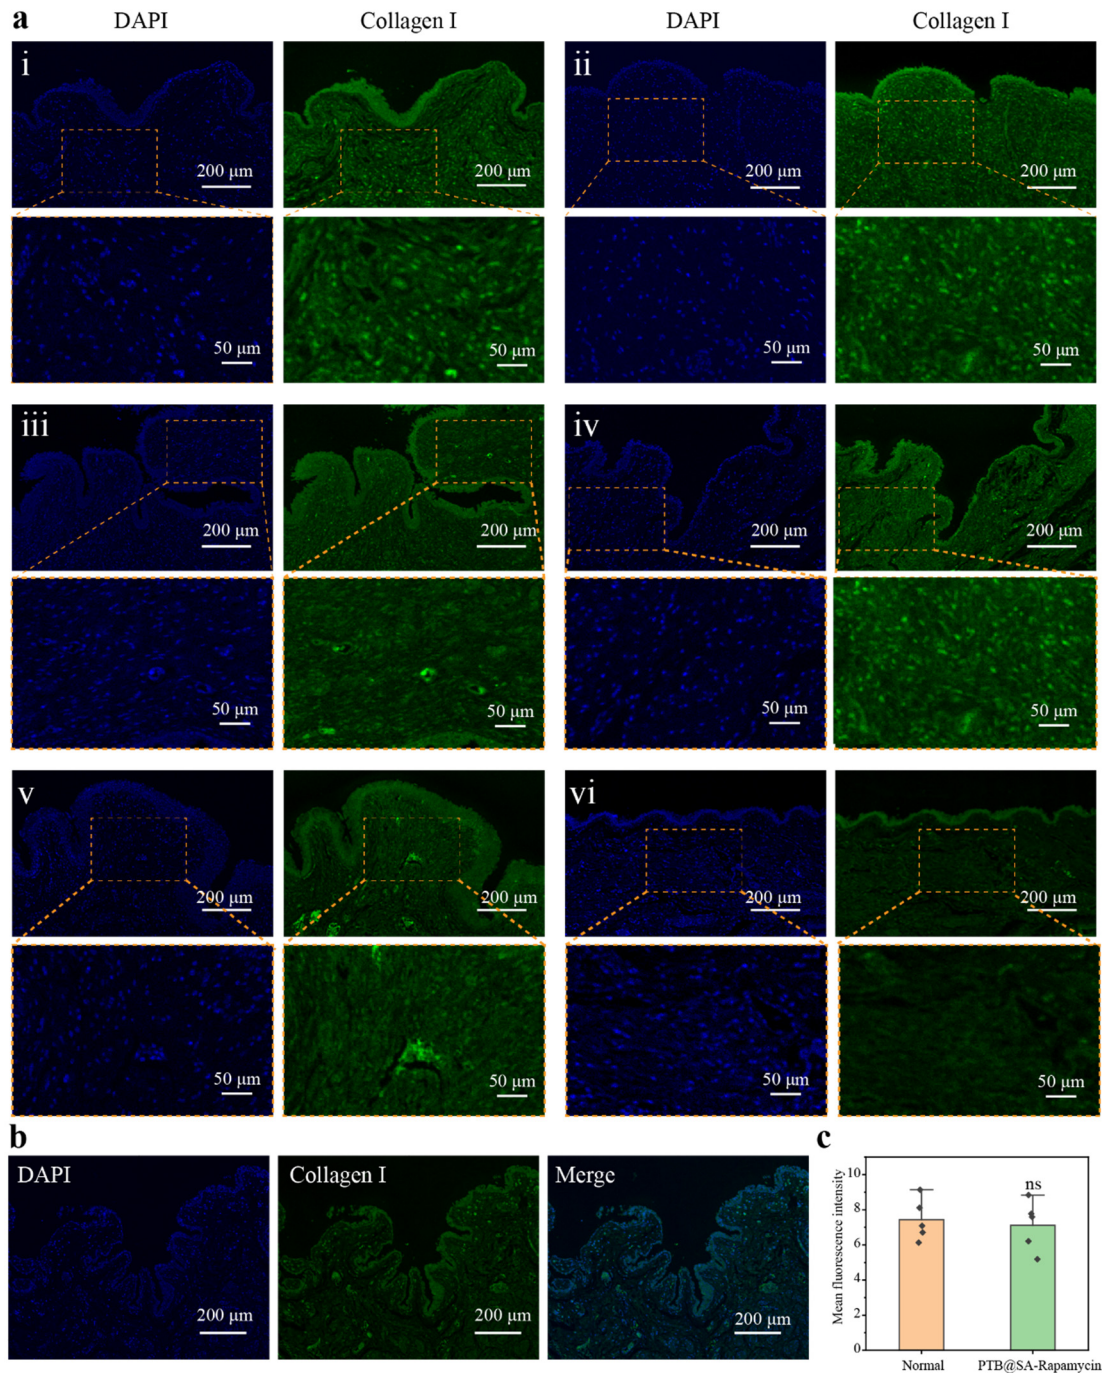 a
DAPI Collagen I DAPI Collagen I
i ii
200 μm 200 μm 200 μm 200 μm
50 μm 50 μm 50 μm 50 μm
iii iv
200 μm 200 μm 200 μm 200 μm
50 μm 50 μm 50 μm 50 μm
v vi
200 μm 200 μm 200 μm 200 μm
50 μm 50 μm 50 μm 50 μm
b
DAPI Collagen I Merge
200 μm 200 μm 200 μm
c
Mean fluorescence intensity
10
8
6
4
2
0
ns
Normal PTB@SA-Rapamycin